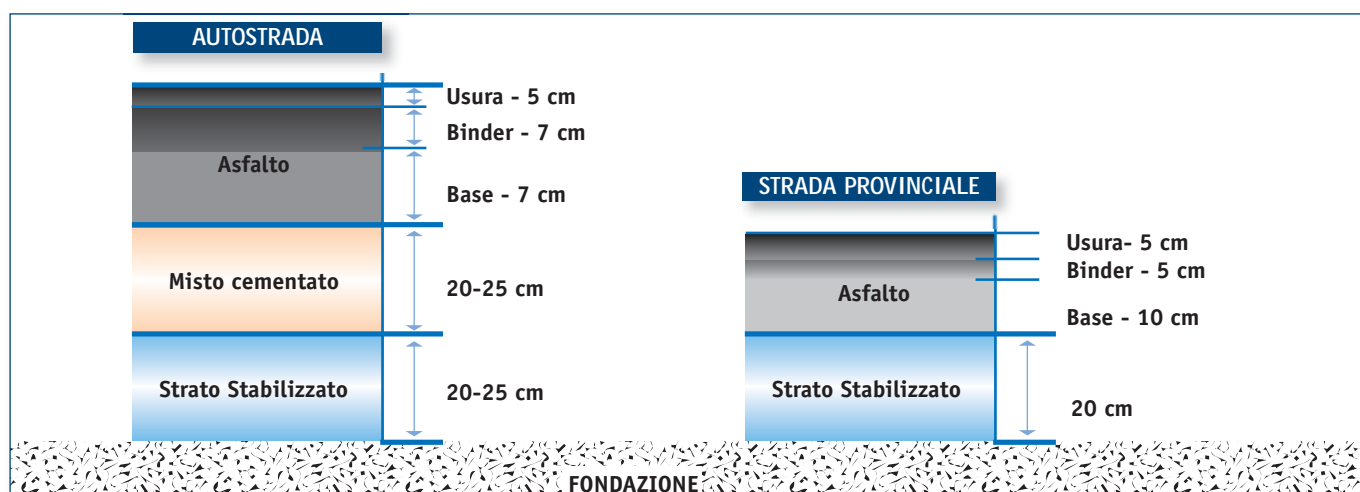 AUTOSTRADA
Usura - 5 cm
Binder - 7 cm
Asfalto
Base - 7 cm
Misto cementato
20-25 cm
Strato Stabilizzato
20-25 cm
STRADA PROVINCIALE
Usura- 5 cm
Binder - 5 cm
Asfalto
Base - 10 cm
Strato Stabilizzato
20 cm
FONDAZIONE